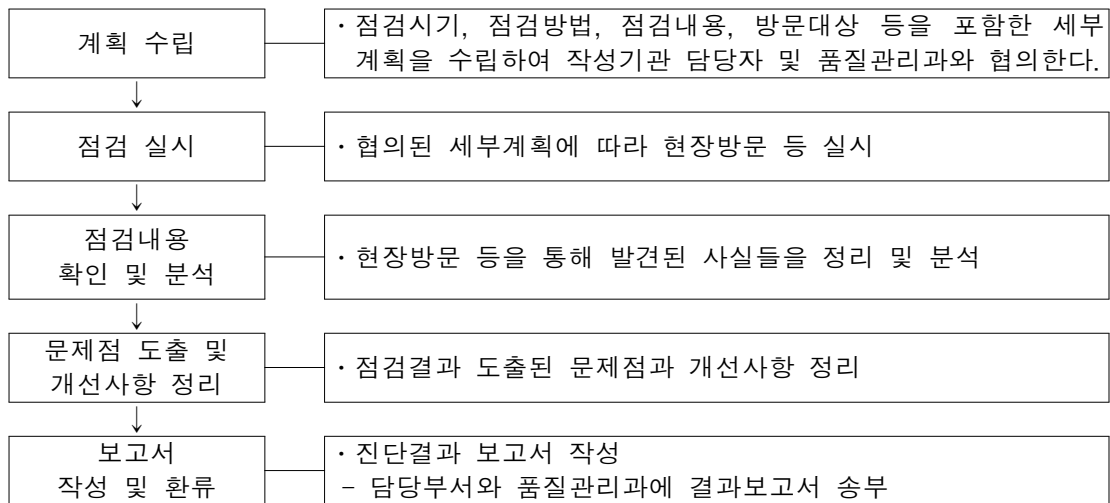 계획 수립
· 점검시기, 점검방법, 점검내용, 방문대상 등을 포함한 세부
계획을 수립하여 작성기관 담당자 및 품질관리과와 협의한다.
점검 실시
· 협의된 세부계획에 따라 현장방문 등 실시
점검내용
확인 및 분석
· 현장방문 등을 통해 발견된 사실들을 정리 및 분석
문제점 도출 및
개선사항 정리
· 점검결과 도출된 문제점과 개선사항 정리
보고서
작성 및 환류
· 진단결과 보고서 작성
- 담당부서와 품질관리과에 결과보고서 송부